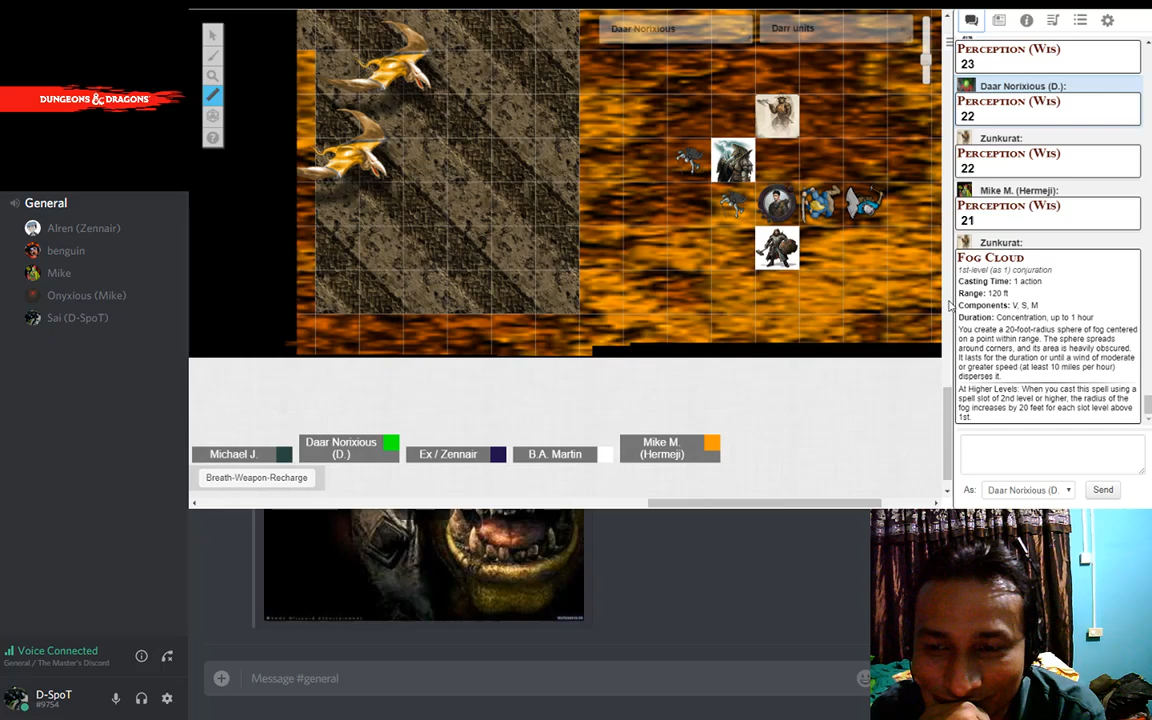 DUNGEONS & DRAGONS
General
Alren (Zennair)
benguin
Mike
Onyxious (Mike)
Sai (D-SpoT)
Voice Connected
General / The Master's Discord
D-SpoT
#9754
Daar Norixious
Darr units
Michael J.
Daar Norixious
(D.)
Ex / Zennair
B.A. Martin
Mike M.
(Hermeji)
Breath-Weapon-Recharge
Message #general
PERCEPTION (WIS)
23
Daar Norixious (D.):
PERCEPTION (WIS)
22
Zunkurat:
PERCEPTION (WIS)
22
Mike M. (Hermeji):
PERCEPTION (WIS)
21
Zunkurat:
FOG CLOUD
1st-level (as 1) conjuration
Casting Time: 1 action
Range: 120 ft
Components: V, S, M
Duration: Concentration, up to 1 hour
You create a 20-foot-radius sphere of fog centered
on a point within range. The sphere spreads
around corners, and its area is heavily obscured.
It lasts for the duration or until a wind of moderate
or greater speed (at least 10 miles per hour)
disperses it.
At Higher Levels: When you cast this spell using a
spell slot of 2nd level or higher, the radius of the
fog increases by 20 feet for each slot level above
1st.
As:
Daar Norixious (D.
Send